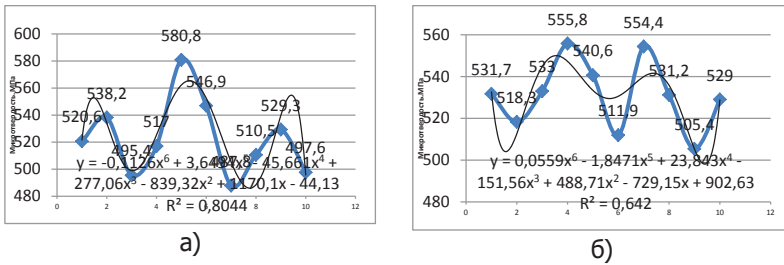 600
580
560
540
520
500
480
Микротвердость.МПа
580,8
546,9
538,2
520,6
517
495,4
487,8
510,5
529,3
497,6
y = -0,1126x⁶ + 3,6484x⁵ - 45,661x⁴ +
277,06x³ - 839,32x² + 1170,1x - 44,13
R² = 0,8044
0 2 4 6 8 10 12
а)
560
540
520
500
480
Микротвердость.МПа
555,8
554,4
540,6
531,7
533
518,3
531,2
511,9
529
505,4
y = 0,0559x⁶ - 1,8471x⁵ + 23,843x⁴ -
151,56x³ + 488,71x² - 729,15x + 902,63
R² = 0,642
0 2 4 6 8 10 12
б)